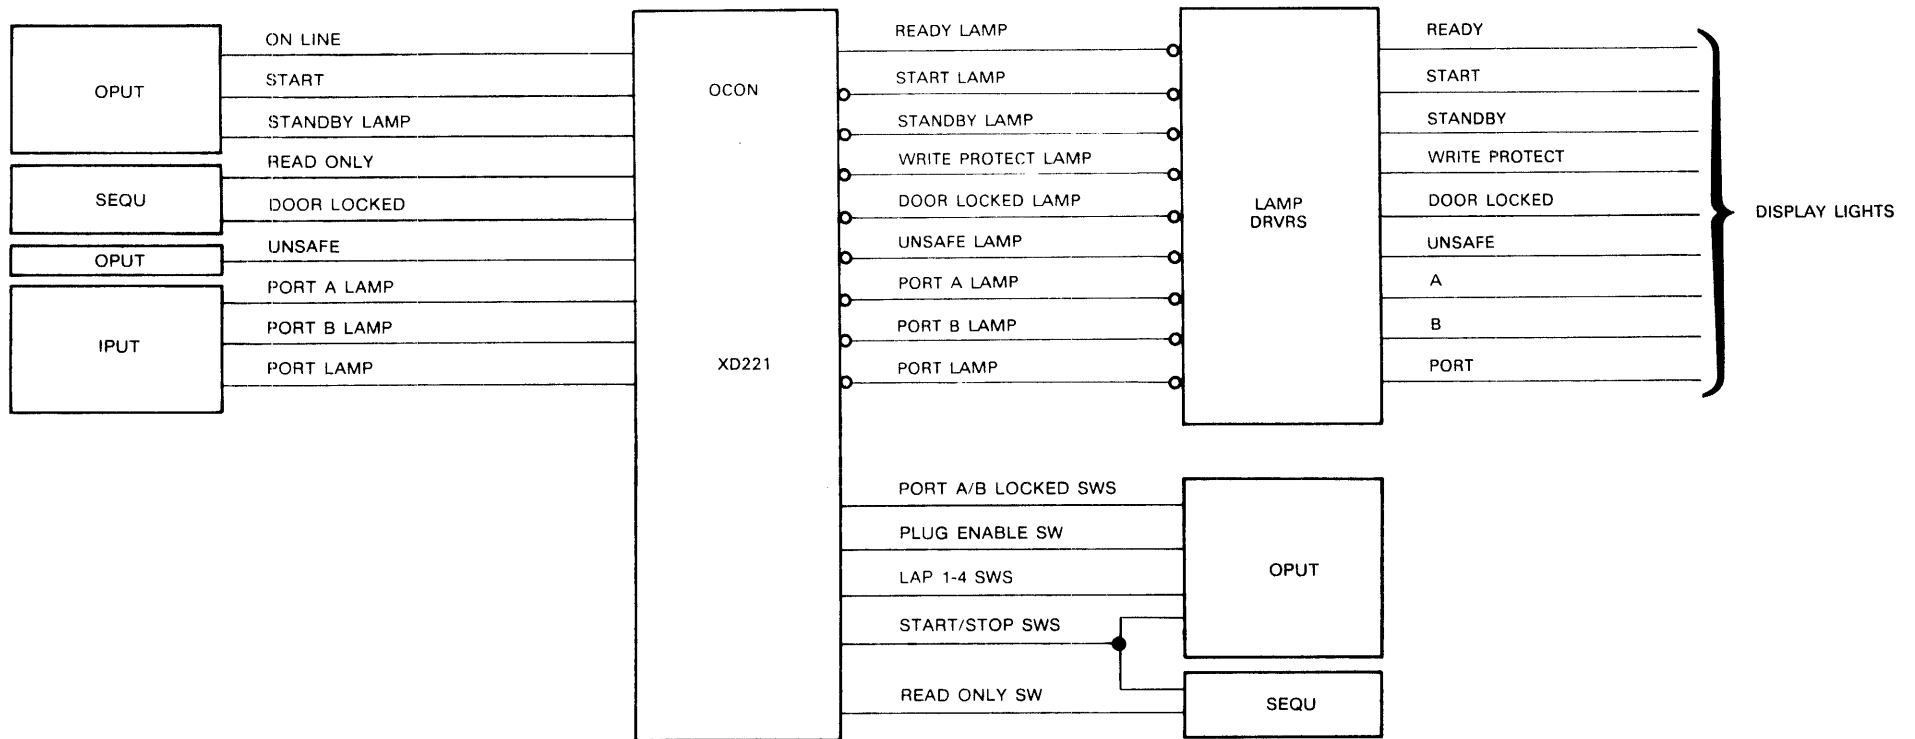 OPUT
SEQU
OPUT
IPUT
ON LINE
START
STANDBY LAMP
READ ONLY
DOOR LOCKED
UNSAFE
PORT A LAMP
PORT B LAMP
PORT LAMP
OCON
XD221
READY LAMP
START LAMP
STANDBY LAMP
WRITE PROTECT LAMP
DOOR LOCKED LAMP
UNSAFE LAMP
PORT A LAMP
PORT B LAMP
PORT LAMP
LAMP
DRVRS
READY
START
STANDBY
WRITE PROTECT
DOOR LOCKED
UNSAFE
A
B
PORT
DISPLAY LIGHTS
PORT A/B LOCKED SWS
PLUG ENABLE SW
LAP 1-4 SWS
START/STOP SWS
READ ONLY SW
OPUT
SEQU